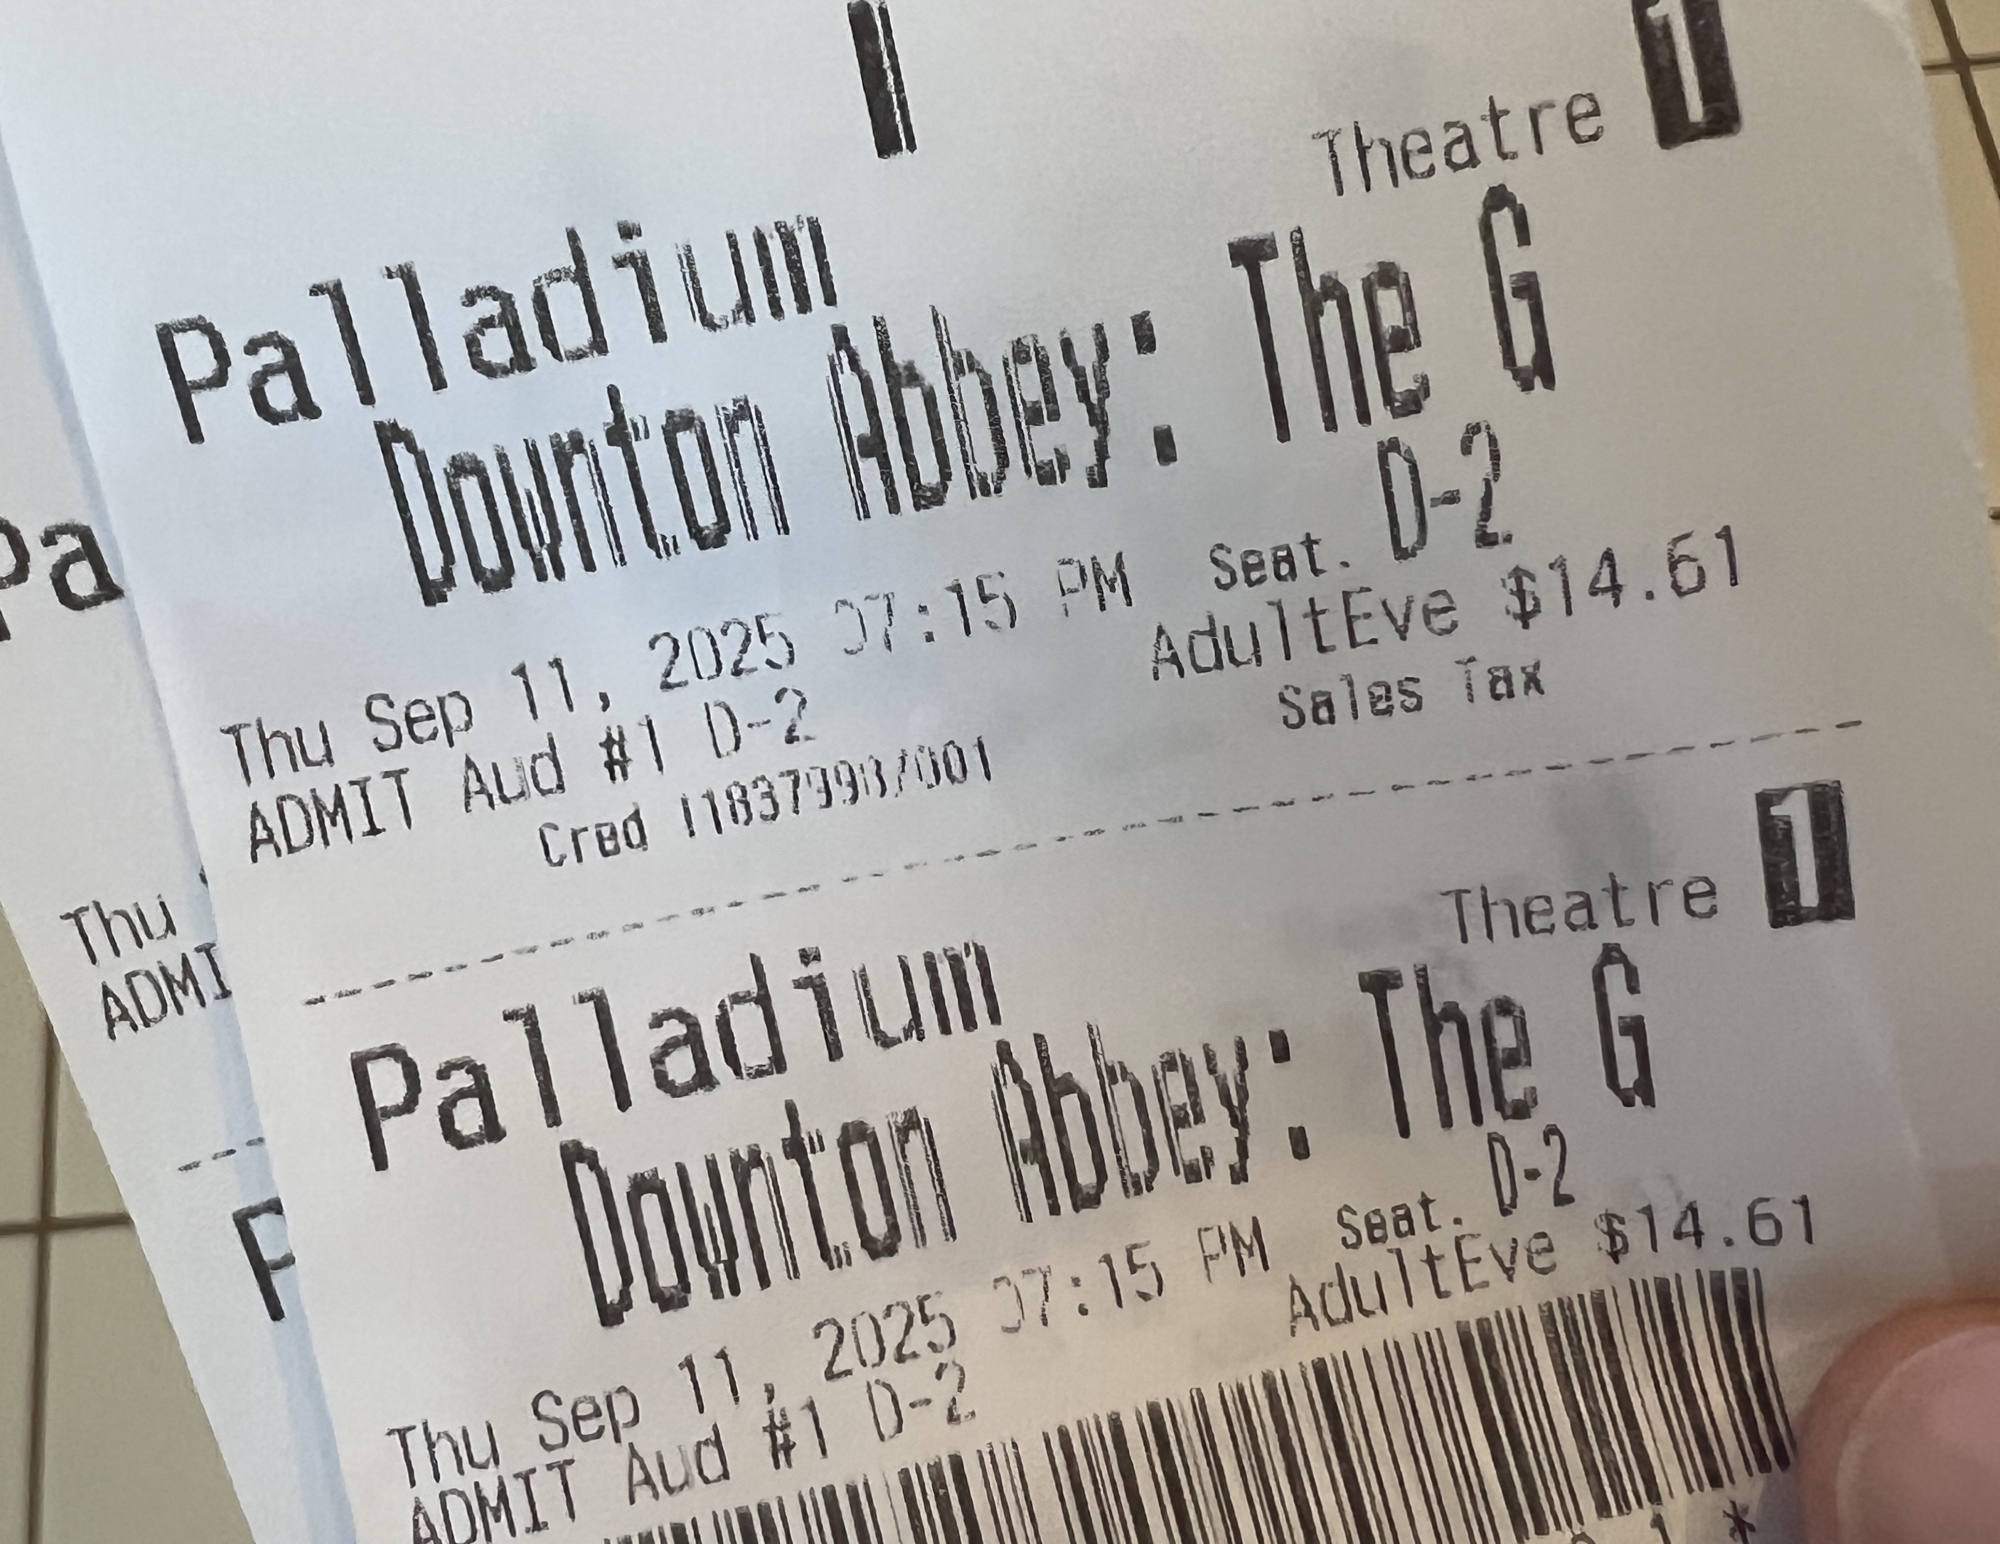 Theatre 1
Palladium
Downton Abbey: The G
Seat. D-2
Thu Sep 11, 2025 07:15 PM
AdultEve $14.61
ADMIT Aud #1 D-2
Sales Tax
Cred
Theatre 1
Palladium
Downton Abbey: The G
Seat. D-2
Thu Sep 11, 2025 07:15 PM
AdultEve $14.61
ADMIT Aud #1 D-2
Pa
Thu
ADMI
P